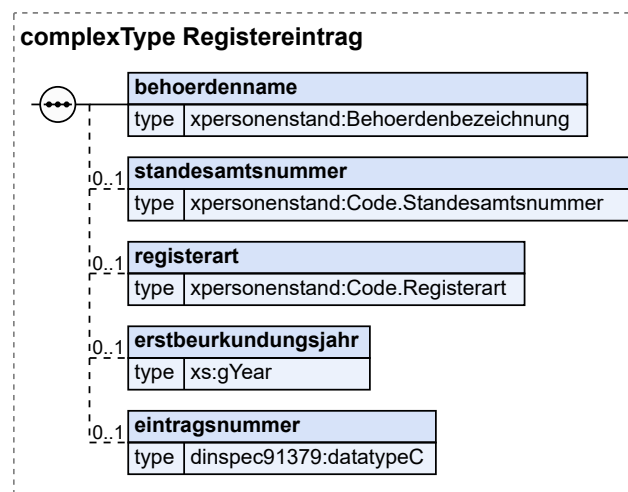 complexType Registereintrag
behoerdenname
type xpersonenstand:Behoerdenbezeichnung
0..1
standesamtsnummer
type xpersonenstand:Code.Standesamtsnummer
0..1
registerart
type xpersonenstand:Code.Registerart
0..1
erstbeurkundungsjahr
type xs:gYear
0..1
eintragsnummer
type dinspec91379:datatypeC